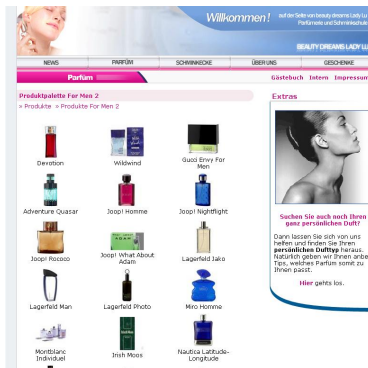 Willkommen! auf der Seite von beauty dreams Lady Lu
Parfümerie und Schminkschule
BEAUTY DREAMS LADY LU
NEWS PARFÜM SCHMINKECKE ÜBER UNS GESCHENKE
Parfüm
Gästebuch Intern Impressum
Produktpalette For Men 2
» Produkte » Produkte For Men 2
Devotion
Wildwind
Gucci Envy For
Men
Adventure Quasar
Joop! Homme
Joop! Nightflight
Joop! Rococo
Joop! What About
Adam
Lagerfeld Jako
Lagerfeld Man
Lagerfeld Photo
Miro Homme
Montblanc
Individuel
Irish Moos
Nautica Latitude-
Longitude
Extras
Suchen Sie auch noch Ihren
ganz persönlichen Duft?
Dann lassen Sie sich von uns
helfen und finden Sie Ihren
persönlichen Dufttyp heraus.
Natürlich geben wir Ihnen
Tips, welches Parfüm somit zu
Ihnen passt.
Hier gehts los.